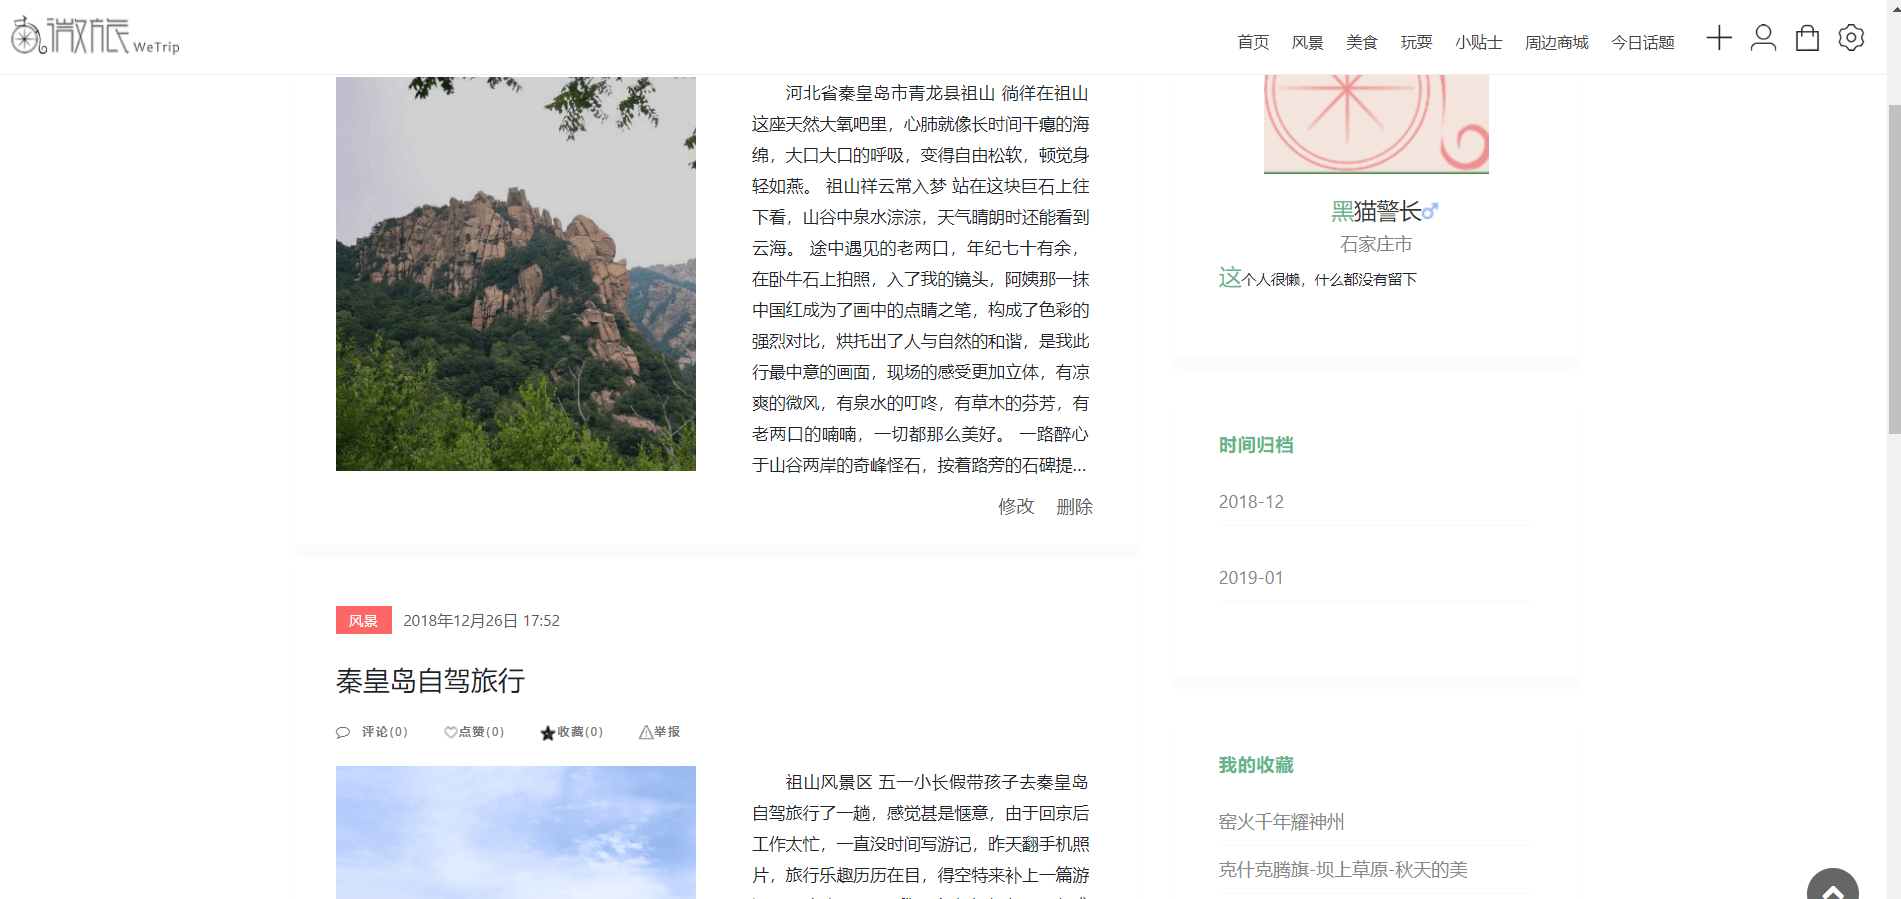 微旅 WeTrip
首页 风景 美食 玩耍 小贴士 周边商城 今日话题
河北省秦皇岛市青龙县祖山 徜徉在祖山
这座天然大氧吧里，心肺就像长时间干瘪的海
绵，大口大口的呼吸，变得自由松软，顿觉身
轻如燕。 祖山祥云常入梦 站在这块巨石上往
下看，山谷中泉水淙淙，天气晴朗时还能看到
云海。 途中遇见的老两口，年纪七十有余，
在卧牛石上拍照，入了我的镜头，阿姨那一抹
中国红成为了画中的点睛之笔，构成了色彩的
强烈对比，烘托出了人与自然的和谐，是我此
行最中意的画面，现场的感受更加立体，有凉
爽的微风，有泉水的叮咚，有草木的芬芳，有
老两口的喃喃，一切都那么美好。 一路醉心
于山谷两岸的奇峰怪石，按着路旁的石碑提...
修改 删除
风景 2018年12月26日 17:52
秦皇岛自驾旅行
评论(0) 点赞(0) 收藏(0) 举报
祖山风景区 五一小长假带孩子去秦皇岛
自驾旅行了一趟，感觉甚是惬意，由于回京后
工作太忙，一直没时间写游记，昨天翻手机照
片，旅行乐趣历历在目，得空特来补上一篇游
黑猫警长♂
石家庄市
这个人很懒，什么都没有留下
时间归档
2018-12
2019-01
我的收藏
窑火千年耀神州
克什克腾旗-坝上草原-秋天的美